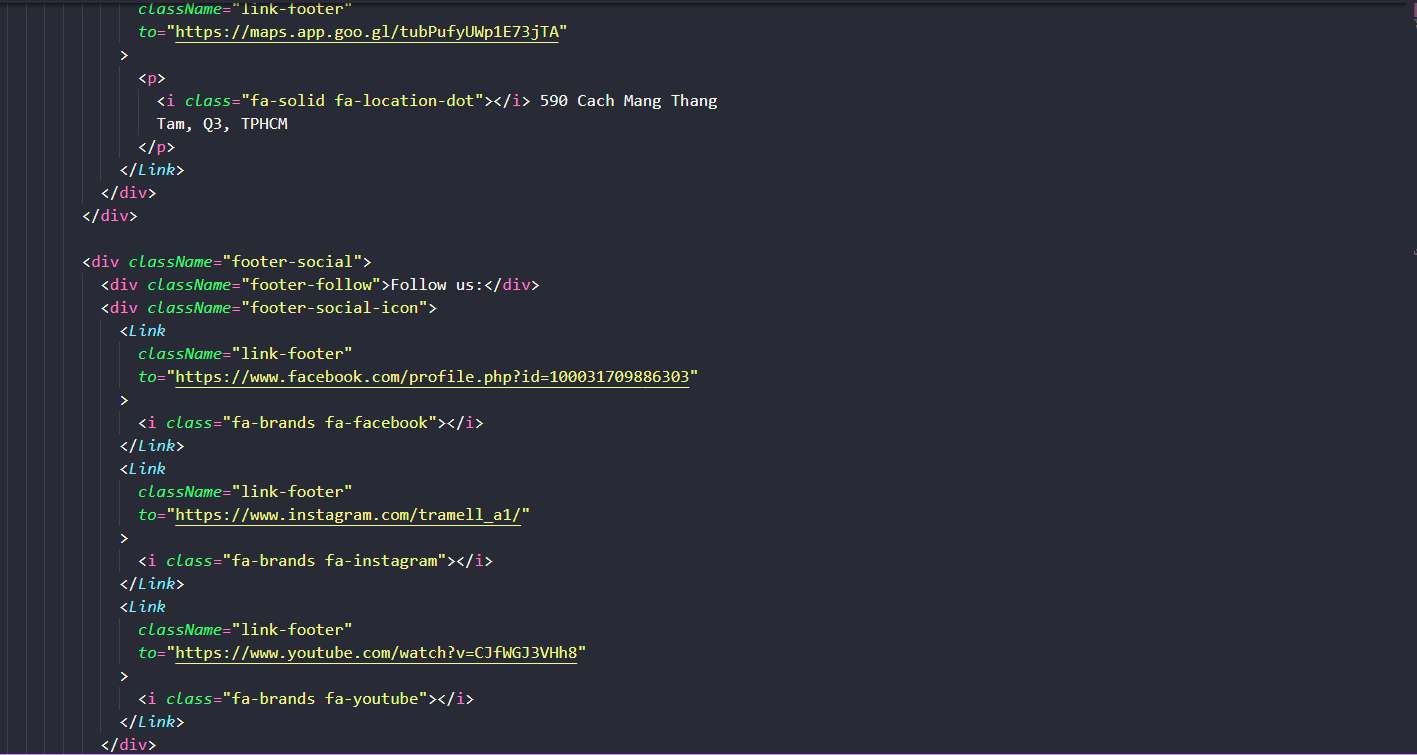 className="link-footer"
to="https://maps.app.goo.gl/tubPufyUWp1E73jTA"
>
<p>
<i class="fa-solid fa-location-dot"></i> 590 Cach Mang Thang
Tam, Q3, TPHCM
</p>
</Link>
</div>
</div>
<div className="footer-social">
<div className="footer-follow">Follow us:</div>
<div className="footer-social-icon">
<Link
className="link-footer"
to="https://www.facebook.com/profile.php?id=100031709886303"
>
<i class="fa-brands fa-facebook"></i>
</Link>
<Link
className="link-footer"
to="https://www.instagram.com/tramell_a1/"
>
<i class="fa-brands fa-instagram"></i>
</Link>
<Link
className="link-footer"
to="https://www.youtube.com/watch?v=CJfWGJ3VHh8"
>
<i class="fa-brands fa-youtube"></i>
</Link>
</div>